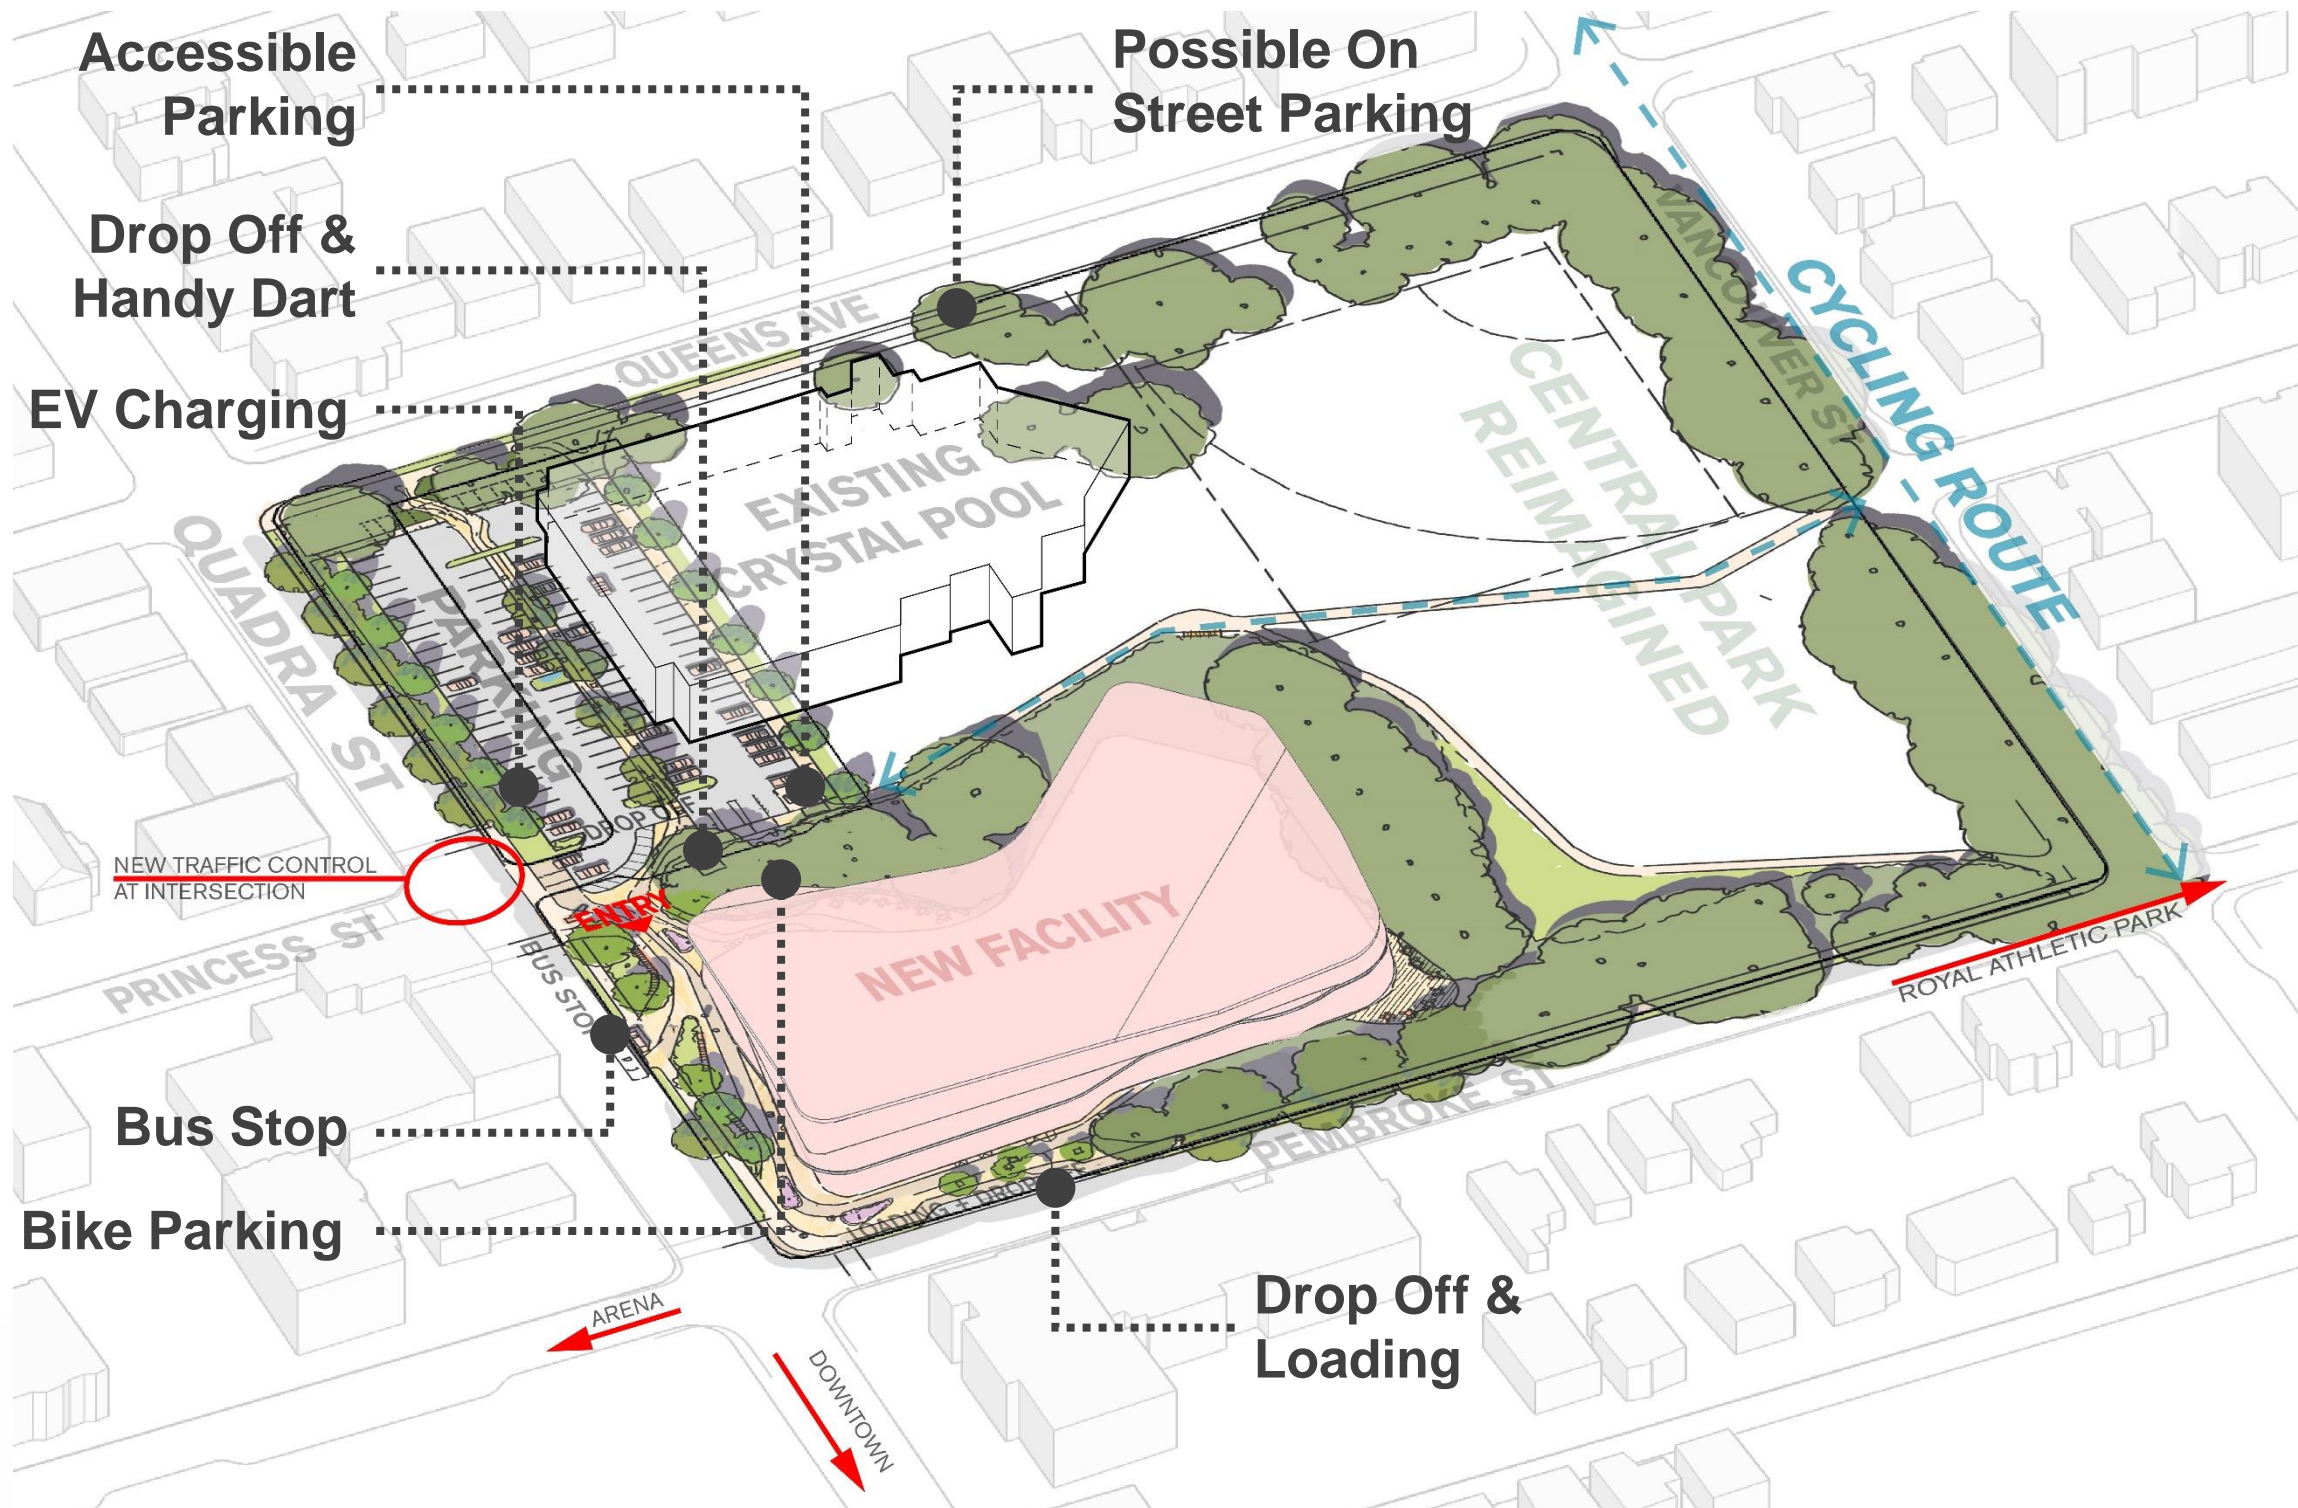 Accessible
Parking
Possible On
Street Parking
Drop Off &
Handy Dart
EV Charging
QUEENS AVE
VANCOUVER ST
CYCLING ROUTE
CENTRAL PARK
REIMAGINED
EXISTING
CRYSTAL POOL
QUADRA ST
PARKING
DROP OFF
NEW TRAFFIC CONTROL
AT INTERSECTION
ENTRY
PRINCESS ST
BUS STOP
NEW FACILITY
ROYAL ATHLETIC PARK
PEMBROKE ST
Bus Stop
Bike Parking
LOADING + DROP
Drop Off &
Loading
ARENA
DOWNTOWN